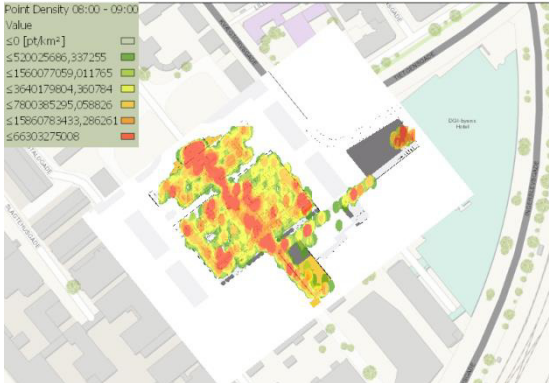 Point Density 08:00 - 09:00
Value
≤0 [pt/km²]
≤520025686,337255
≤1560077059,011765
≤3640179804,360784
≤7800385295,058826
≤15860783433,286261
≤66303275008
DGI-byens
Hotel
SLAGTEHUSGADE